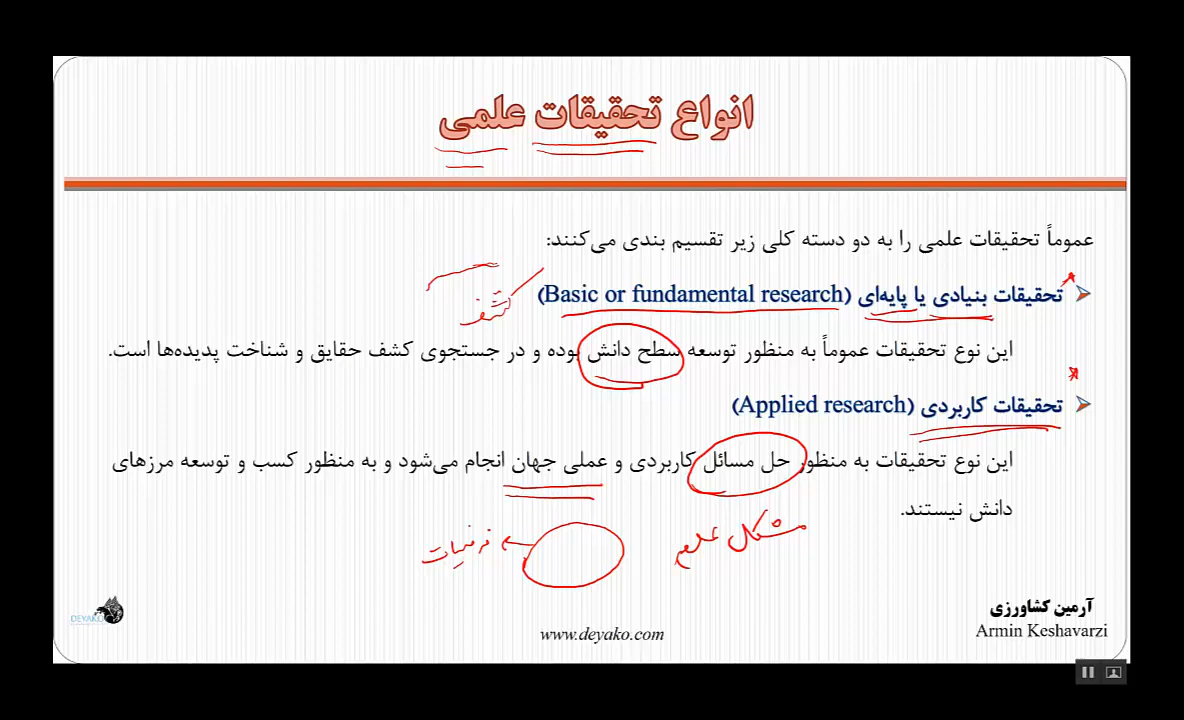 انواع تحقیقات علمی
عموماً تحقیقات علمی را به دو دسته کلی زیر تقسیم بندی می‌کنند:
تحقیقات بنیادی یا پایه‌ای (Basic or fundamental research)
کشف
این نوع تحقیقات عموماً به منظور توسعه سطح دانش بوده و در جستجوی کشف حقایق و شناخت پدیده‌ها است.
تحقیقات کاربردی (Applied research)
این نوع تحقیقات به منظور حل مسائل کاربردی و عملی جهان انجام می‌شود و به منظور کسب و توسعه مرزهای
دانش نیستند.
مشکل
فرضیات
آرمین کشاورزی
Armin Keshavarzi
www.deyako.com
DEYAKO